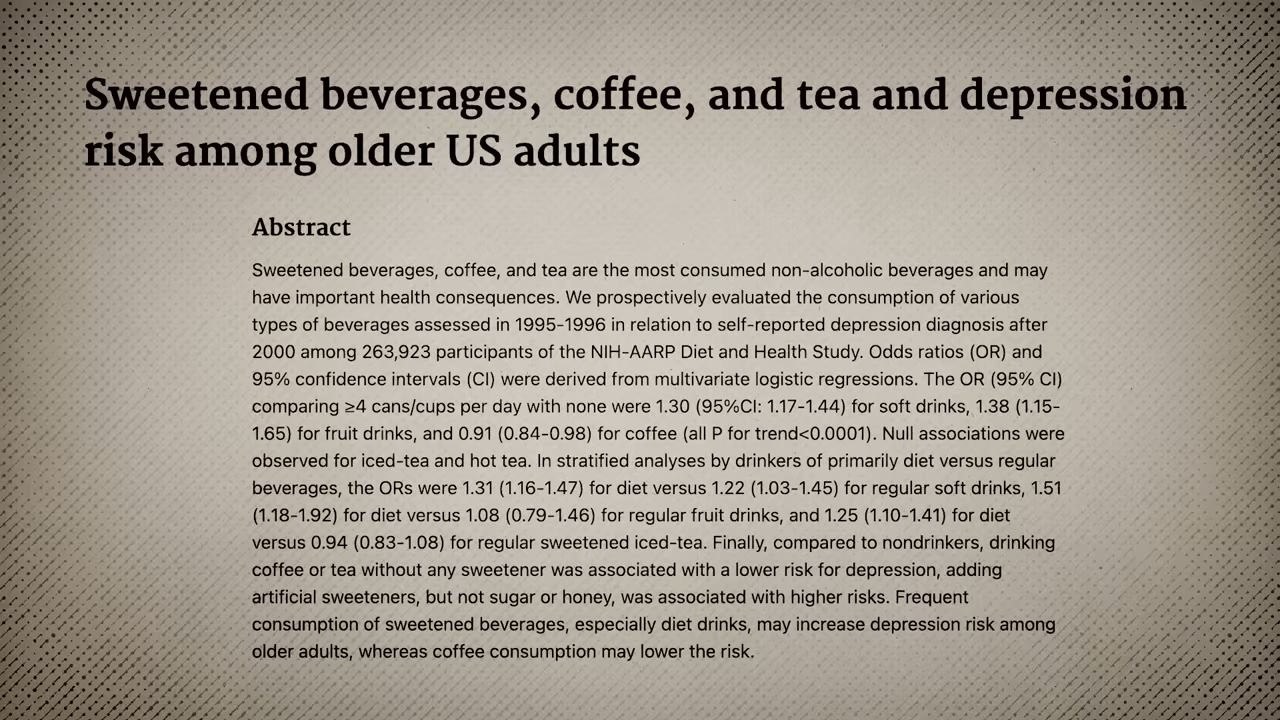 Sweetened beverages, coffee, and tea and depression
risk among older US adults
Abstract
Sweetened beverages, coffee, and tea are the most consumed non-alcoholic beverages and may
have important health consequences. We prospectively evaluated the consumption of various
types of beverages assessed in 1995-1996 in relation to self-reported depression diagnosis after
2000 among 263,923 participants of the NIH-AARP Diet and Health Study. Odds ratios (OR) and
95% confidence intervals (CI) were derived from multivariate logistic regressions. The OR (95% CI)
comparing ≥4 cans/cups per day with none were 1.30 (95%CI: 1.17-1.44) for soft drinks, 1.38 (1.15-
1.65) for fruit drinks, and 0.91 (0.84-0.98) for coffee (all P for trend<0.0001). Null associations were
observed for iced-tea and hot tea. In stratified analyses by drinkers of primarily diet versus regular
beverages, the ORs were 1.31 (1.16-1.47) for diet versus 1.22 (1.03-1.45) for regular soft drinks, 1.51
(1.18-1.92) for diet versus 1.08 (0.79-1.46) for regular fruit drinks, and 1.25 (1.10-1.41) for diet
versus 0.94 (0.83-1.08) for regular sweetened iced-tea. Finally, compared to nondrinkers, drinking
coffee or tea without any sweetener was associated with a lower risk for depression, adding
artificial sweeteners, but not sugar or honey, was associated with higher risks. Frequent
consumption of sweetened beverages, especially diet drinks, may increase depression risk among
older adults, whereas coffee consumption may lower the risk.